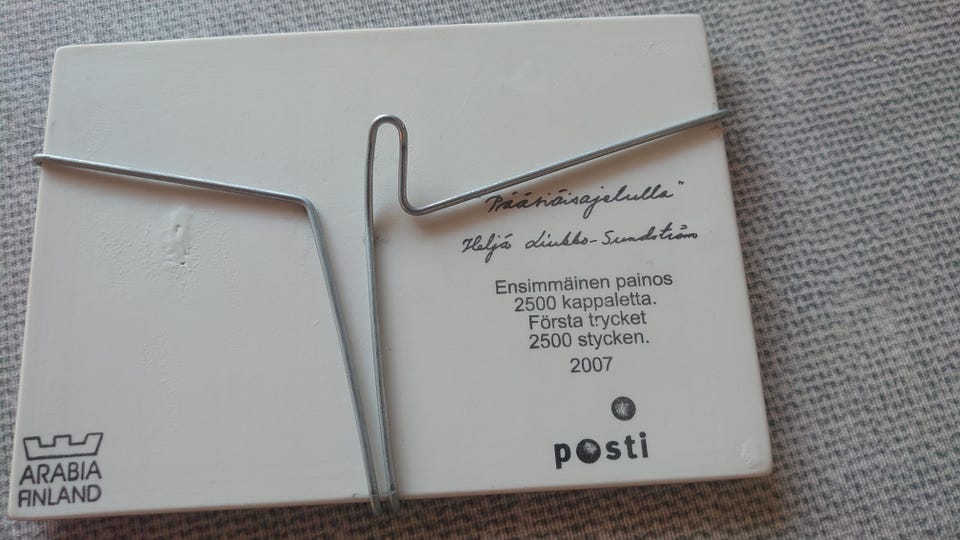 "Pääsiäisajelulla"
Heljä Liukko-Sundström
Ensimmäinen painos
2500 kappaletta.
Första trycket
2500 stycken.
2007
posti
ARABIA
FINLAND